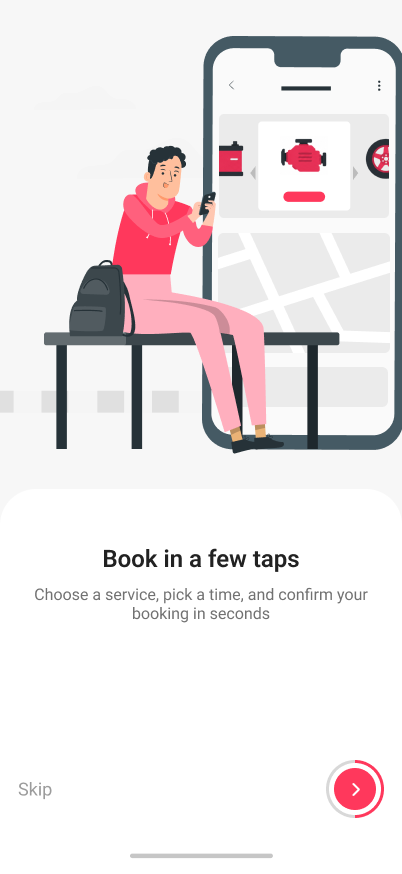 Book in a few taps
Choose a service, pick a time, and confirm your
booking in seconds
Skip